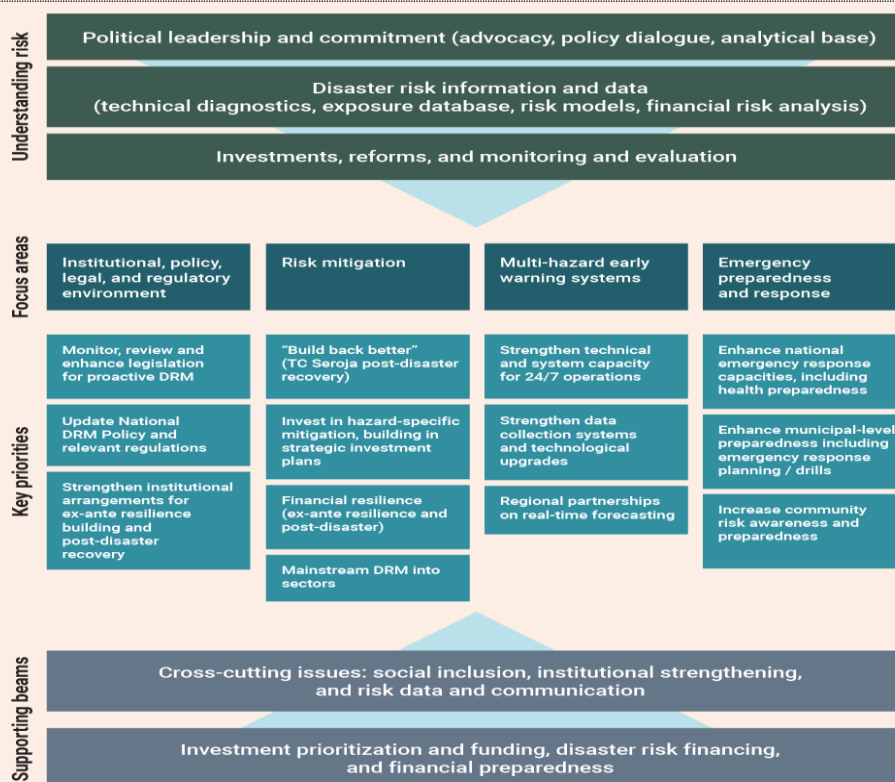 Understanding risk
Political leadership and commitment (advocacy, policy dialogue, analytical base)
Disaster risk information and data
(technical diagnostics, exposure database, risk models, financial risk analysis)
Investments, reforms, and monitoring and evaluation
Focus areas
Institutional, policy,
legal, and regulatory
environment
Risk mitigation
Multi-hazard early
warning systems
Emergency
preparedness
and response
Key priorities
Monitor, review and
enhance legislation
for proactive DRM
Update National
DRM Policy and
relevant regulations
Strengthen institutional
arrangements for
ex-ante resilience
building and
post-disaster
recovery
“Build back better”
(TC Seroja post-disaster
recovery)
Invest in hazard-specific
mitigation, building in
strategic investment
plans
Financial resilience
(ex-ante resilience and
post-disaster)
Mainstream DRM into
sectors
Strengthen technical
and system capacity
for 24/7 operations
Strengthen data
collection systems
and technological
upgrades
Regional partnerships
on real-time forecasting
Enhance national
emergency response
capacities, including
health preparedness
Enhance municipal-level
preparedness including
emergency response
planning / drills
Increase community
risk awareness and
preparedness
Supporting beams
Cross-cutting issues: social inclusion, institutional strengthening,
and risk data and communication
Investment prioritization and funding, disaster risk financing,
and financial preparedness